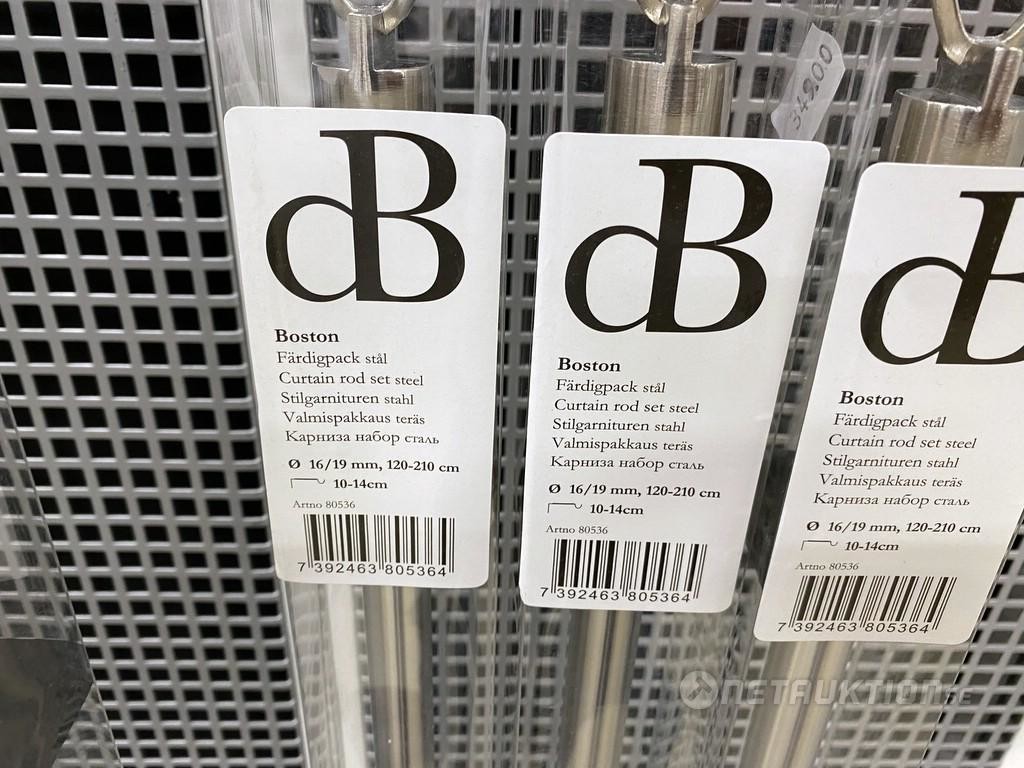 dB
Boston
Färdigpack stål
Curtain rod set steel
Stilgarnituren stahl
Valmispakkaus teräs
Карниза набор сталь
Ø 16/19 mm, 120-210 cm
10-14cm
Artno 80536
7 392463 805364
dB
Boston
Färdigpack stål
Curtain rod set steel
Stilgarnituren stahl
Valmispakkaus teräs
Карниза набор сталь
Ø 16/19 mm, 120-210 cm
10-14cm
Artno 80536
7 392463 805364
349.00
dB
Boston
Färdigpack stål
Curtain rod set steel
Stilgarnituren stahl
Valmispakkaus teräs
Карниза набор сталь
Ø 16/19 mm, 120-210 cm
10-14cm
Artno 80536
7 392463 805364
NETAUKTION.SE